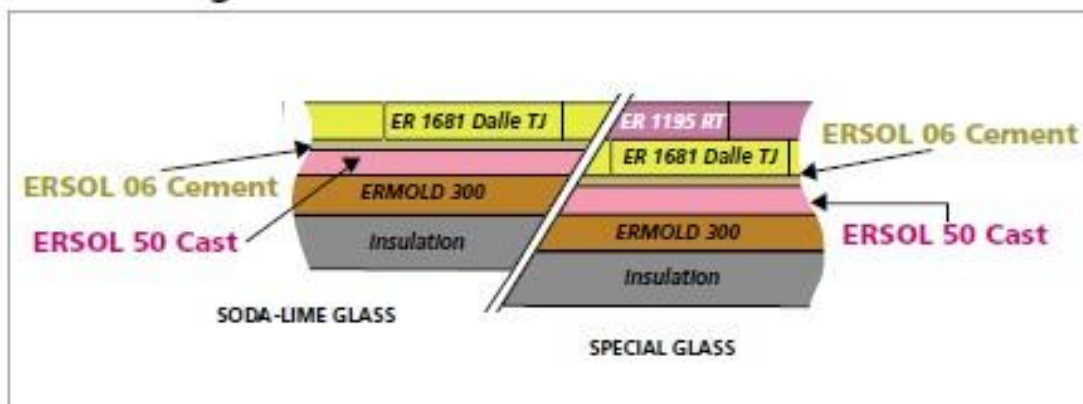 ER 1681 Dalle TJ
ER 1195 RT
ERSOL 06 Cement
ER 1681 Dalle TJ
ERSOL 06 Cement
ERMOLD 300
ERSOL 50 Cast
ERMOLD 300
ERSOL 50 Cast
Insulation
Insulation
SODA-LIME GLASS
SPECIAL GLASS